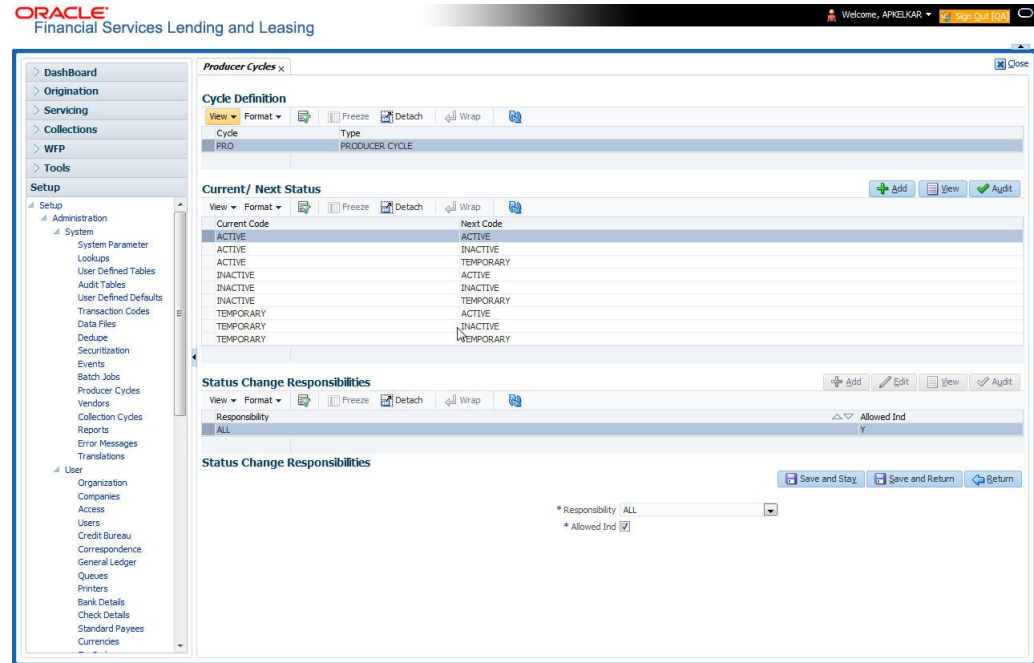 ORACLE
Financial Services Lending and Leasing
Welcome, APKELKAR
Sign Out [QA]
DashBoard
Origination
Servicing
Collections
WFP
Tools
Setup
Setup
Administration
System
System Parameter
Lookups
User Defined Tables
Audit Tables
User Defined Defaults
Transaction Codes
Data Files
Dedupe
Securitization
Events
Batch Jobs
Producer Cycles
Vendors
Collection Cycles
Reports
Error Messages
Translations
User
Organization
Companies
Access
Users
Credit Bureau
Correspondence
General Ledger
Queues
Printers
Bank Details
Check Details
Standard Payees
Currencies
Producer Cycles
Close
Cycle Definition
View Format Freeze Detach Wrap
Cycle Type
PRO PRODUCER CYCLE
Current/ Next Status
Add View Audit
View Format Freeze Detach Wrap
Current Code Next Code
ACTIVE ACTIVE
ACTIVE INACTIVE
ACTIVE TEMPORARY
INACTIVE ACTIVE
INACTIVE INACTIVE
INACTIVE TEMPORARY
TEMPORARY ACTIVE
TEMPORARY INACTIVE
TEMPORARY TEMPORARY
Status Change Responsibilities
Add Edit View Audit
View Format Freeze Detach Wrap
Responsibility Allowed Ind
ALL Y
Status Change Responsibilities
Save and Stay Save and Return Return
* Responsibility ALL
* Allowed Ind